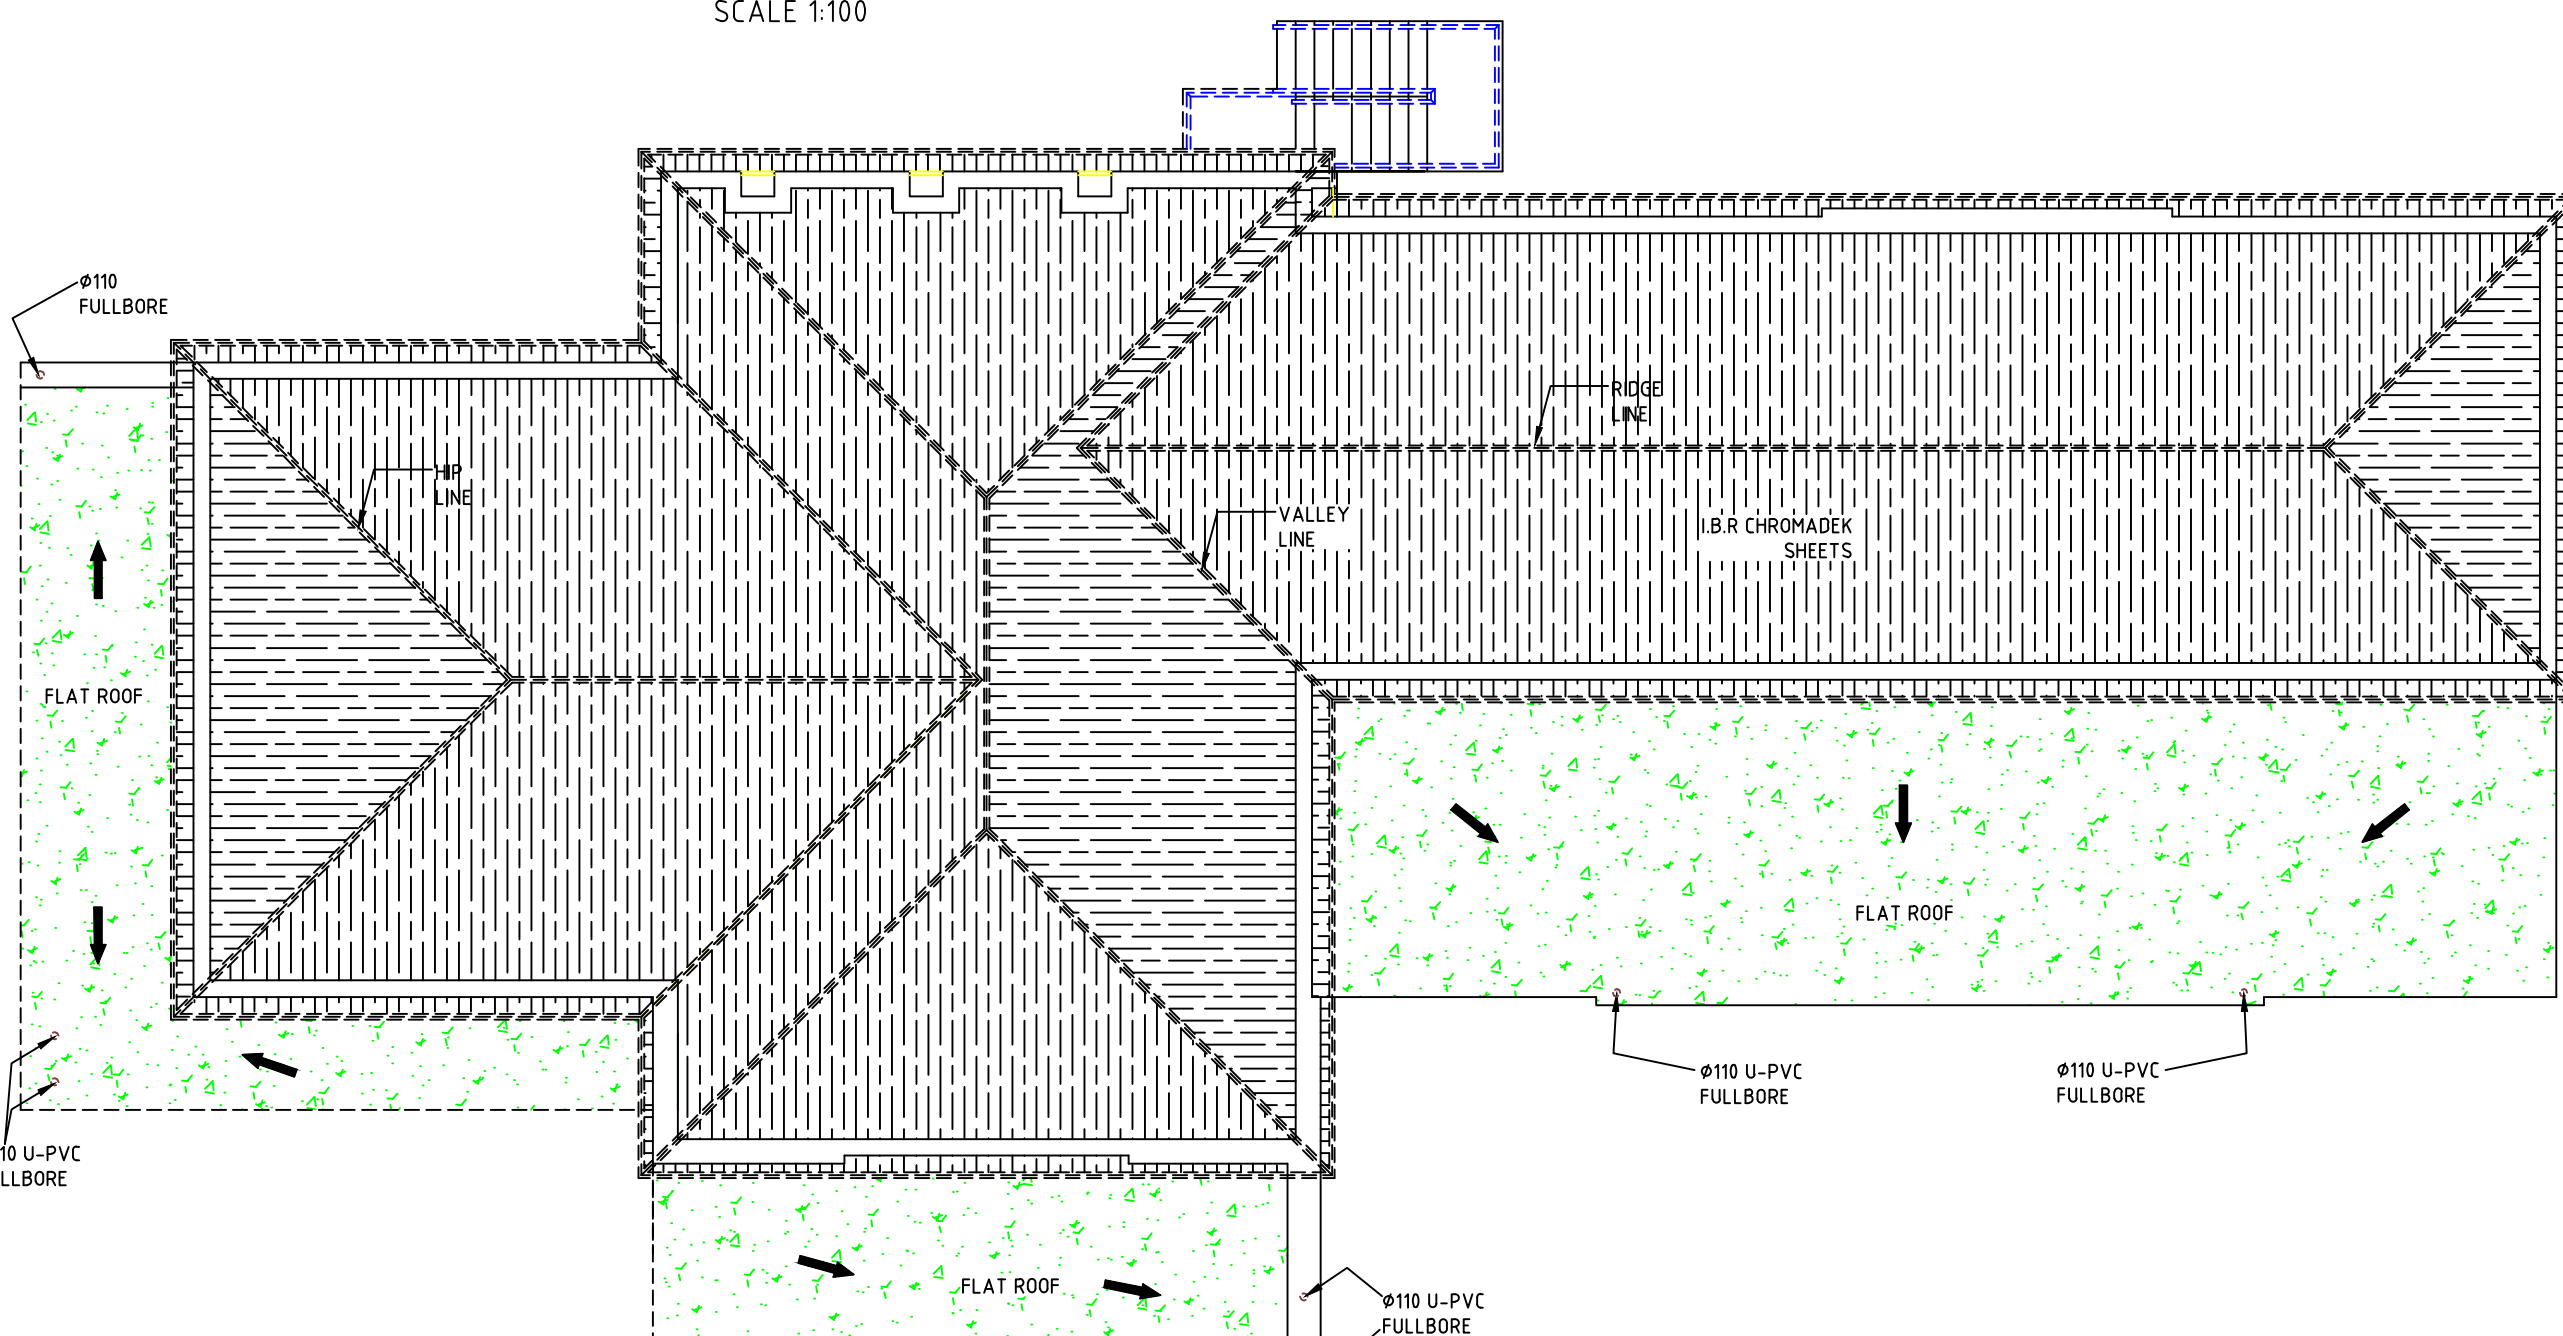 SCALE 1:100
Ø110
FULLBORE
RIDGE
LINE
HIP
LINE
VALLEY
LINE
I.B.R CHROMADEK
SHEETS
FLAT ROOF
FLAT ROOF
Ø110 U-PVC
FULLBORE
Ø110 U-PVC
FULLBORE
10 U-PVC
LLBORE
FLAT ROOF
Ø110 U-PVC
FULLBORE